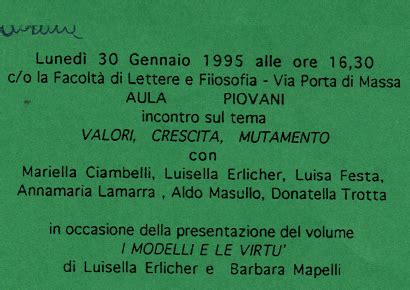 Lunedì 30 Gennaio 1995 alle ore 16,30
c/o la Facoltà di Lettere e Filosofia - Via Porta di Massa
AULA PIOVANI
incontro sul tema
VALORI, CRESCITA, MUTAMENTO
con
Mariella Ciambelli, Luisella Erlicher, Luisa Festa,
Annamaria Lamarra , Aldo Masullo, Donatella Trotta
in occasione della presentazione del volume
I MODELLI E LE VIRTU'
di Luisella Erlicher e Barbara Mapelli